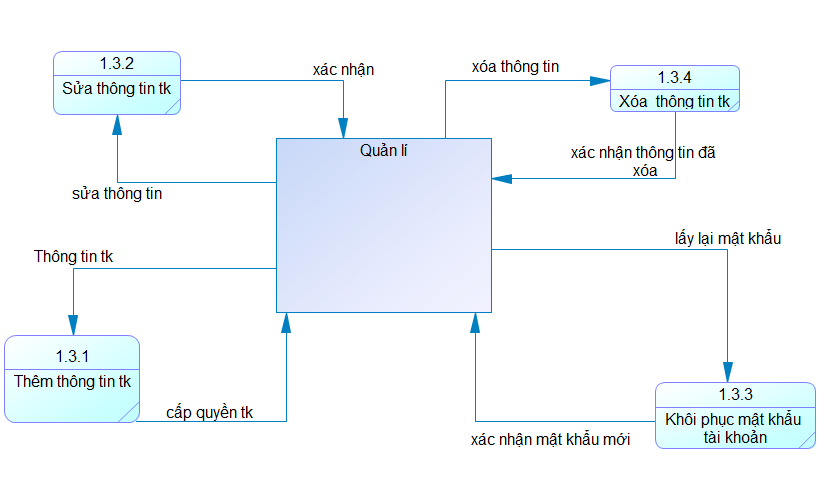 1.3.2
Sửa thông tin tk
xác nhận
xóa thông tin
1.3.4
Xóa thông tin tk
Quản lí
xác nhận thông tin đã
xóa
sửa thông tin
lấy lại mật khẩu
Thông tin tk
1.3.1
Thêm thông tin tk
cấp quyền tk
1.3.3
Khôi phục mật khẩu
tài khoản
xác nhận mật khẩu mới